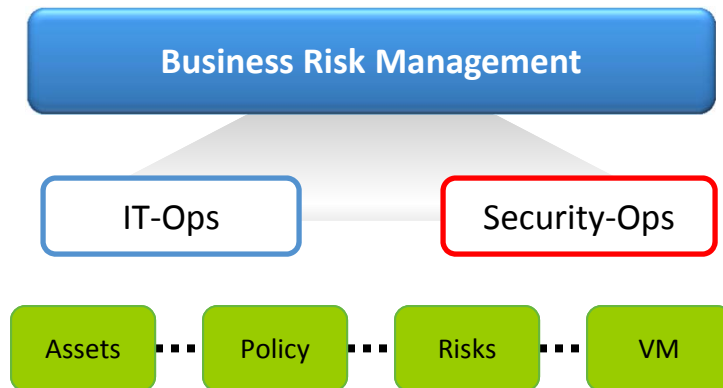 Business Risk Management
IT-Ops
Security-Ops
Assets
Policy
Risks
VM